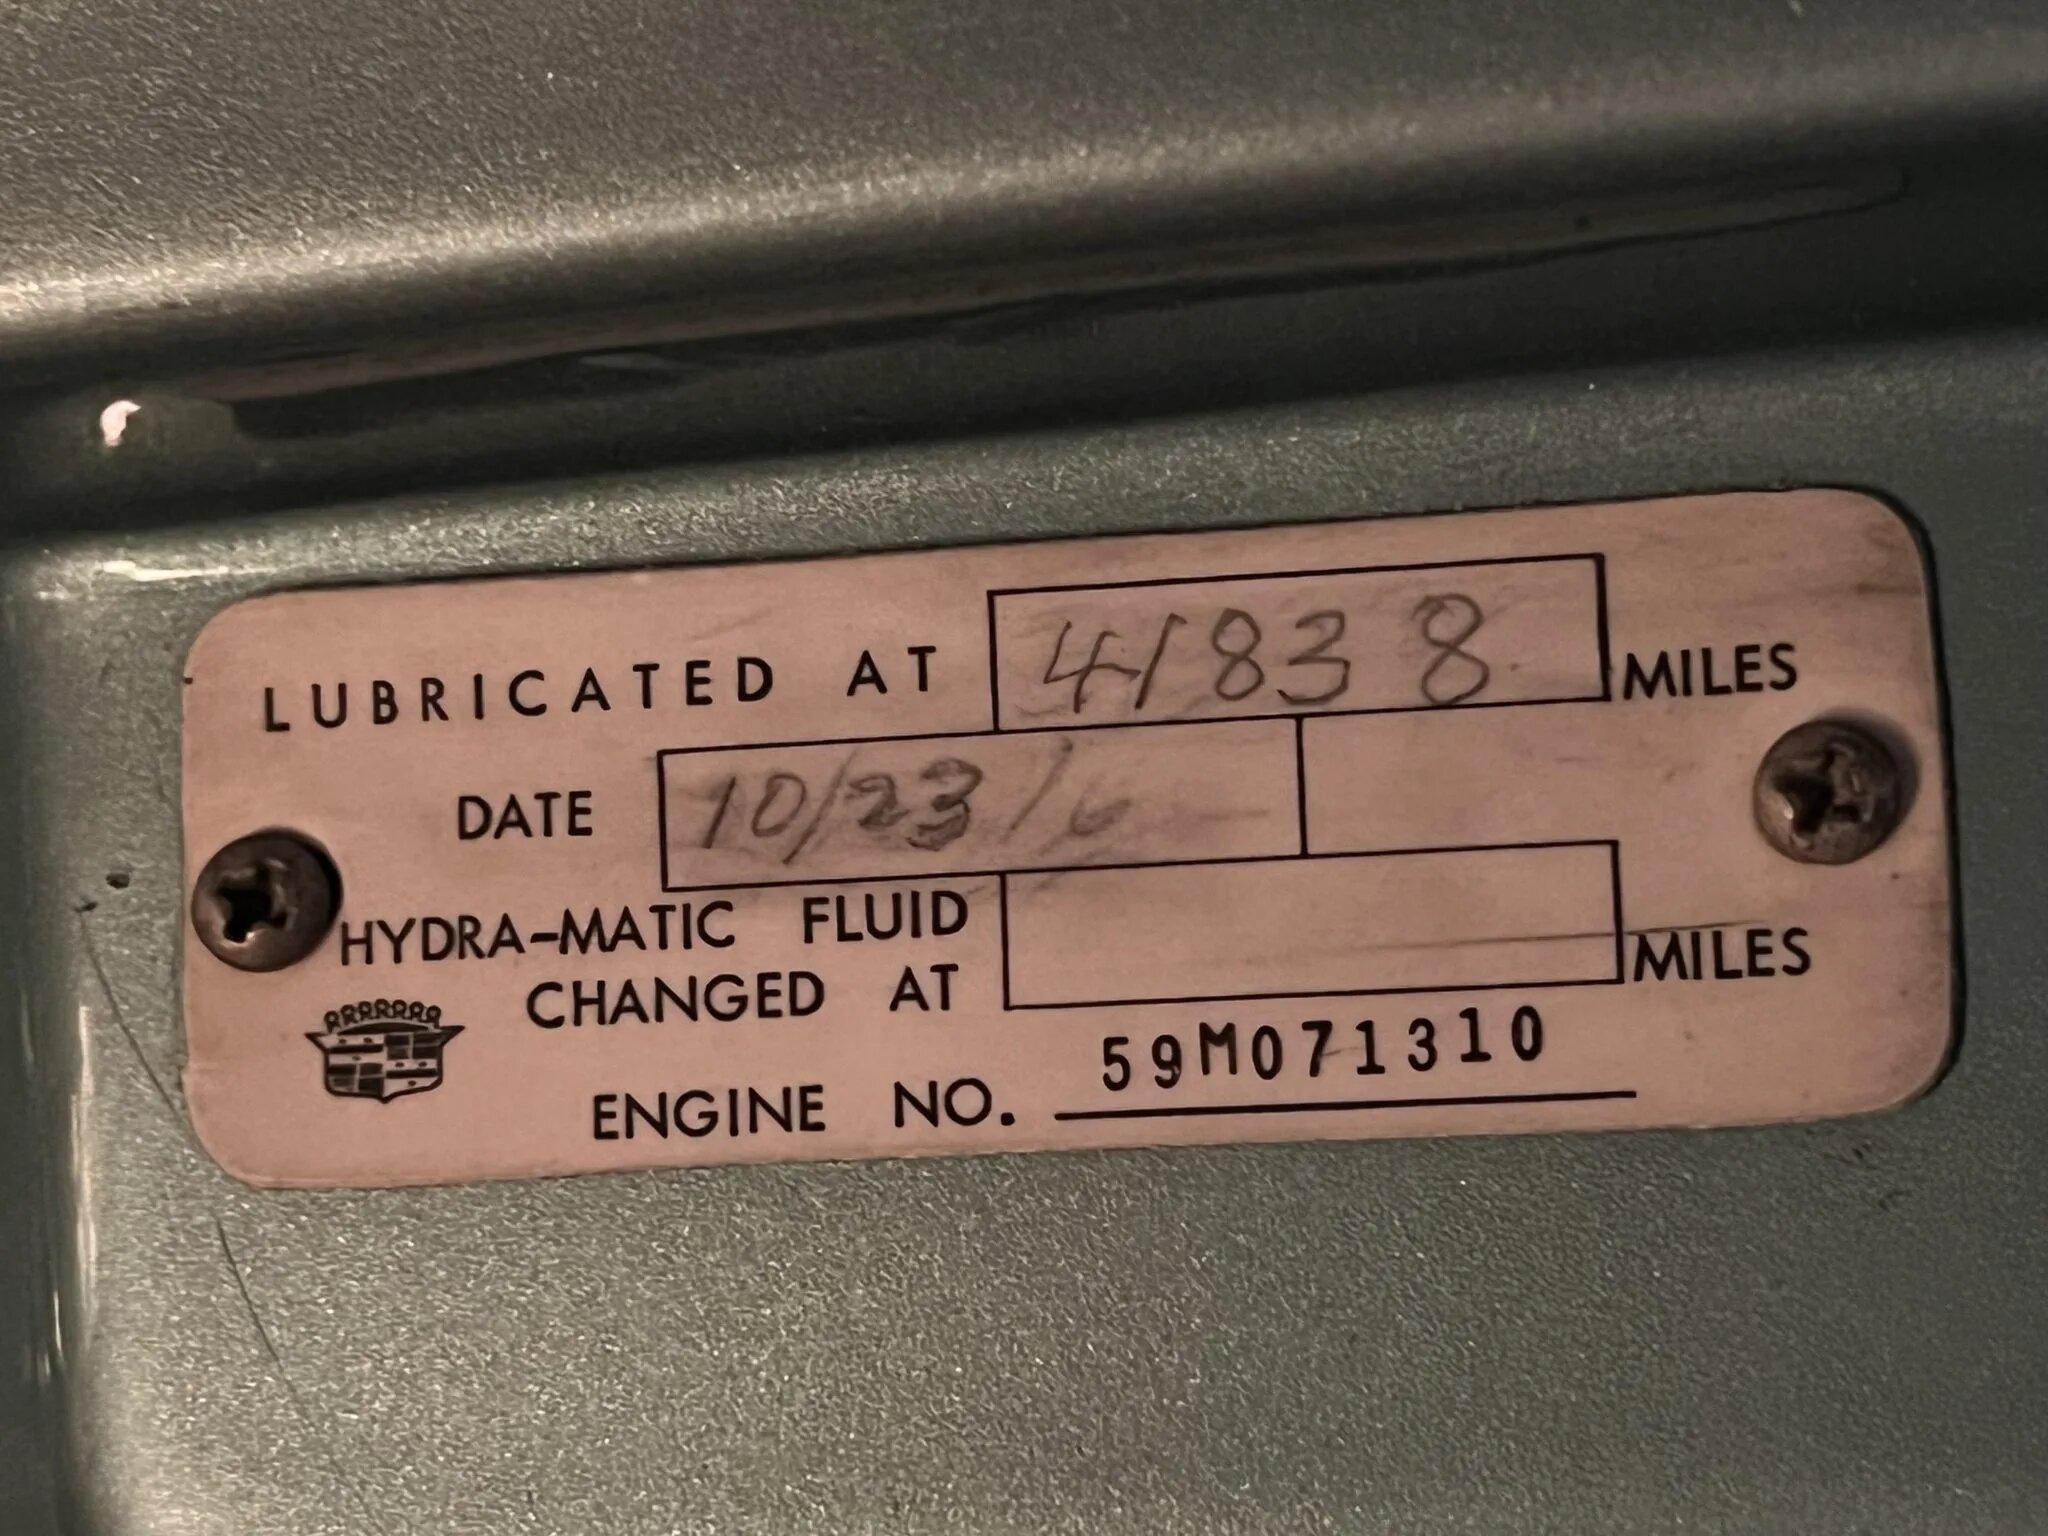 LUBRICATED AT 41838 MILES
DATE 10/23/6
HYDRA-MATIC FLUID
CHANGED AT MILES
ENGINE NO. 59M071310